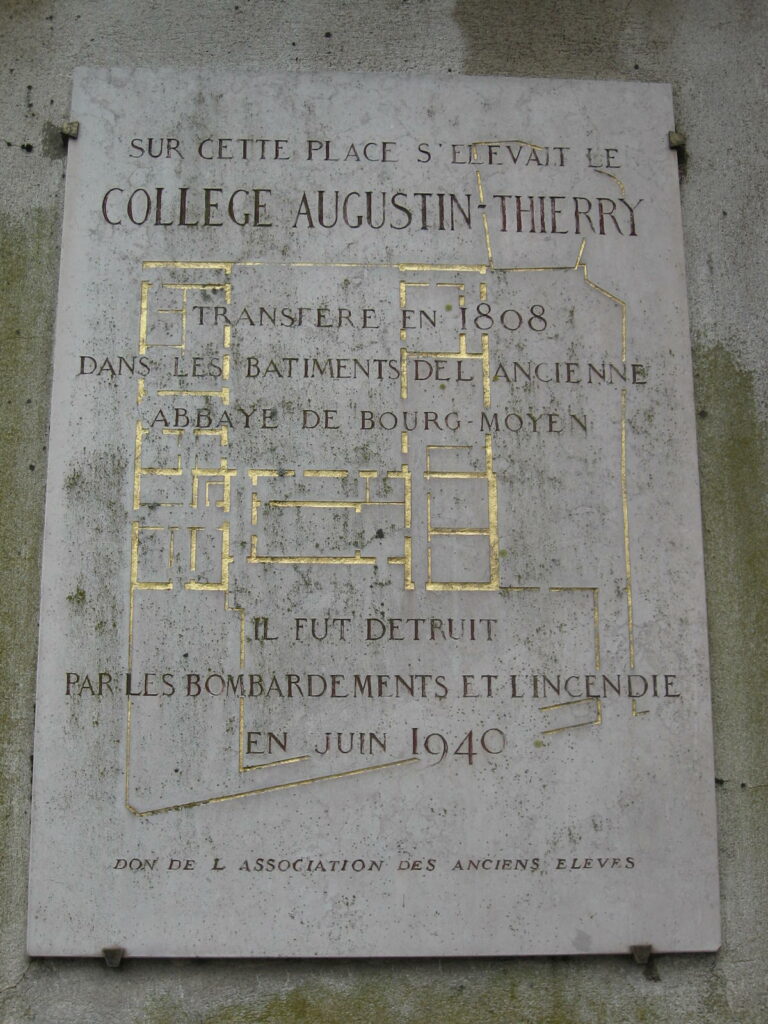 SUR CETTE PLACE S'ELEVAIT LE
COLLEGE AUGUSTIN-THIERRY
TRANSFERE EN 1808
DANS LES BATIMENTS DE L ANCIENNE
ABBAYE DE BOURG-MOYEN
IL FUT DETRUIT
PAR LES BOMBARDEMENTS ET L'INCENDIE
EN JUIN 1940
DON DE L ASSOCIATION DES ANCIENS ELEVES